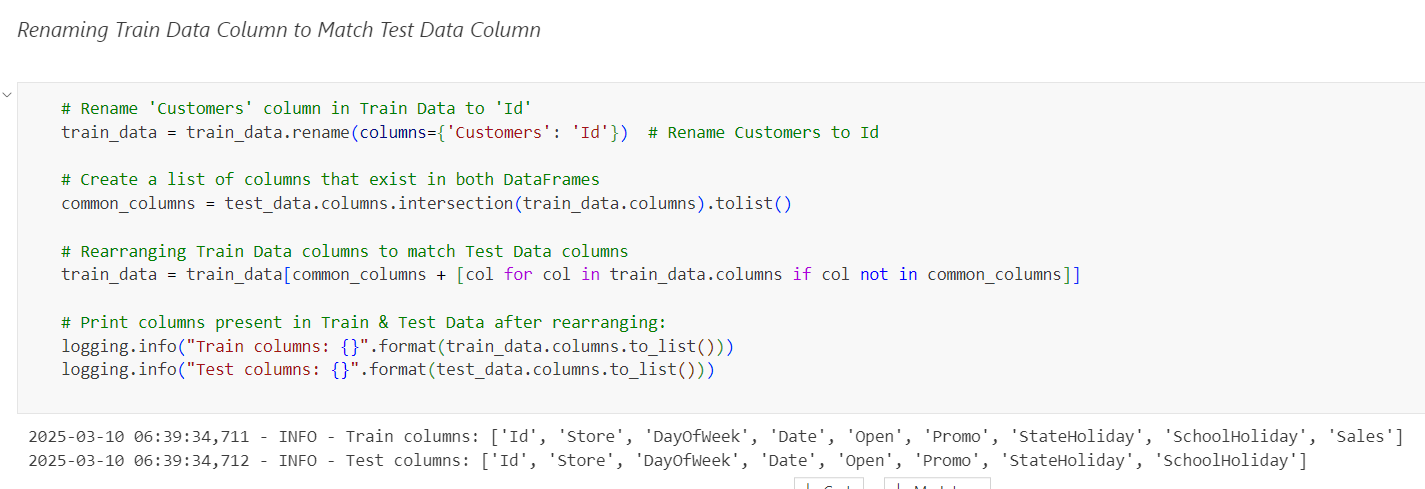 Renaming Train Data Column to Match Test Data Column
# Rename 'Customers' column in Train Data to 'Id'
train_data = train_data.rename(columns={'Customers': 'Id'})  # Rename Customers to Id
# Create a list of columns that exist in both DataFrames
common_columns = test_data.columns.intersection(train_data.columns).tolist()
# Rearranging Train Data columns to match Test Data columns
train_data = train_data[common_columns + [col for col in train_data.columns if col not in common_columns]]
# Print columns present in Train & Test Data after rearranging:
logging.info("Train columns: {}".format(train_data.columns.to_list()))
logging.info("Test columns: {}".format(test_data.columns.to_list()))
2025-03-10 06:39:34,711 - INFO - Train columns: ['Id', 'Store', 'DayOfWeek', 'Date', 'Open', 'Promo', 'StateHoliday', 'SchoolHoliday', 'Sales']
2025-03-10 06:39:34,712 - INFO - Test columns: ['Id', 'Store', 'DayOfWeek', 'Date', 'Open', 'Promo', 'StateHoliday', 'SchoolHoliday']